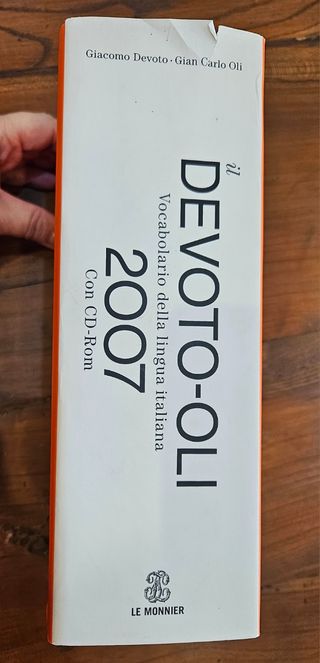 Giacomo Devoto · Gian Carlo Oli
il
DEVOTO-OLI
Vocabolario della lingua italiana
2007
Con CD-Rom
LE MONNIER